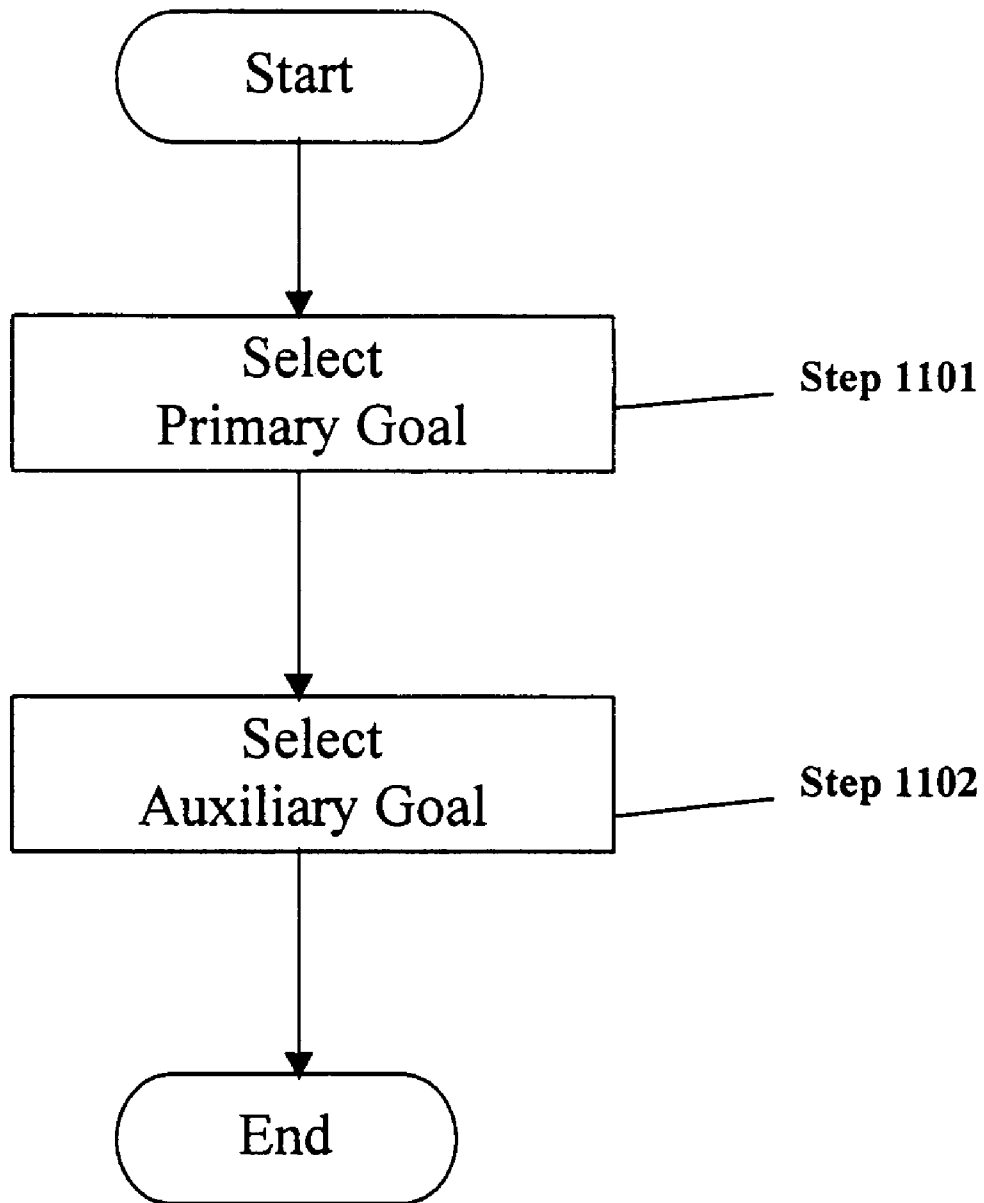 Start
Select
Primary Goal
Step 1101
Select
Auxiliary Goal
Step 1102
End